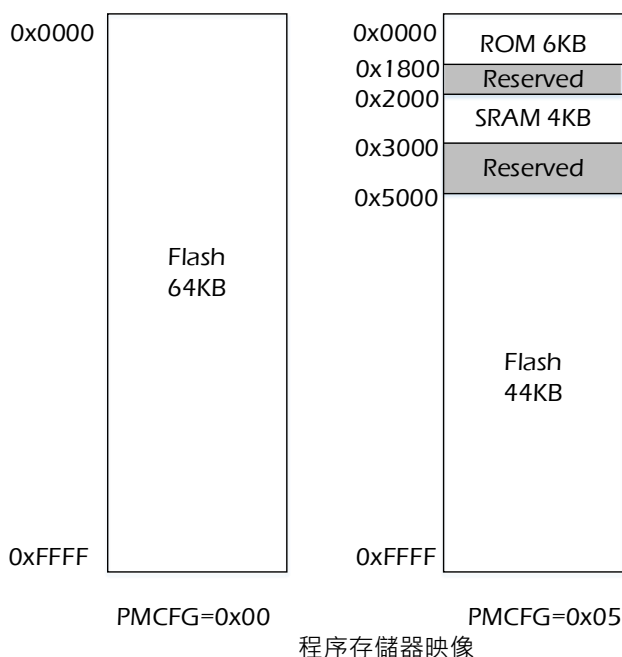 0x0000
Flash
64KB
0xFFFF
PMCFG=0x00
0x0000
ROM 6KB
0x1800
Reserved
0x2000
SRAM 4KB
0x3000
Reserved
0x5000
Flash
44KB
0xFFFF
PMCFG=0x05
程序存儲器映像